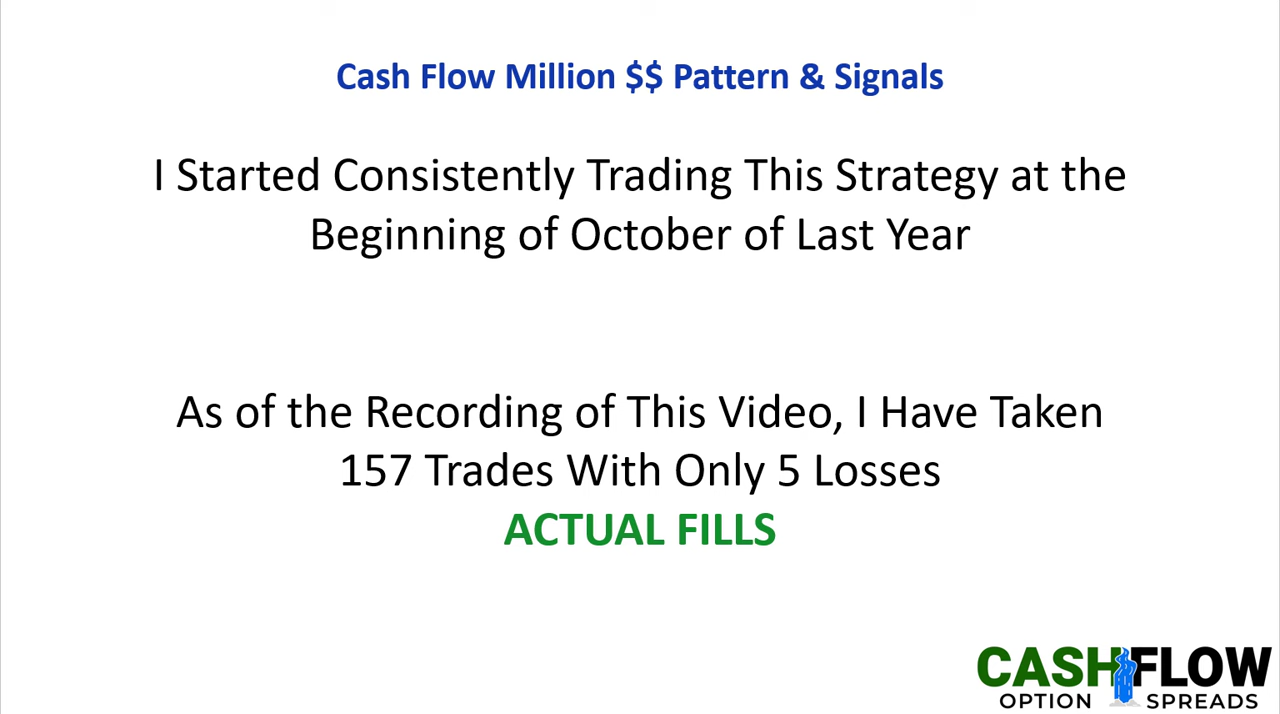 Cash Flow Million $$ Pattern & Signals
I Started Consistently Trading This Strategy at the
Beginning of October of Last Year
As of the Recording of This Video, I Have Taken
157 Trades With Only 5 Losses
ACTUAL FILLS
CASHFLOW
OPTION SPREADS